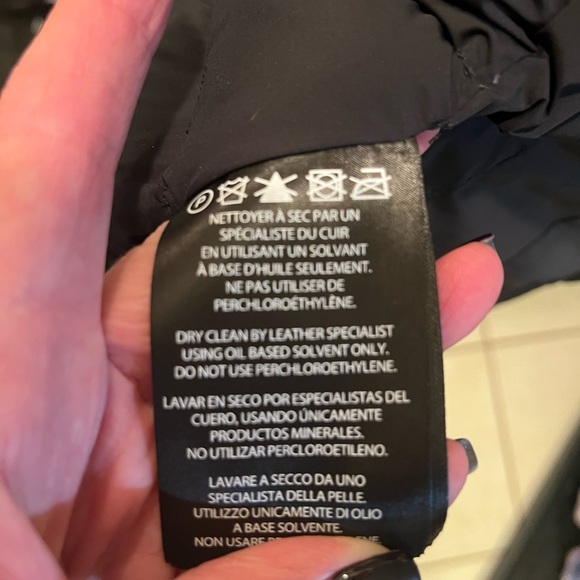 P
NETTOYER À SEC PAR UN
SPÉCIALISTE DU CUIR
EN UTILISANT UN SOLVANT
À BASE D'HUILE SEULEMENT.
NE PAS UTILISER DE
PERCHLOROÉTHYLÈNE.
DRY CLEAN BY LEATHER SPECIALIST
USING OIL BASED SOLVENT ONLY.
DO NOT USE PERCHLOROETHYLENE.
LAVAR EN SECO POR ESPECIALISTAS DEL
CUERO, USANDO ÚNICAMENTE
PRODUCTOS MINERALES.
NO UTILIZAR PERCLOROETILENO.
LAVARE A SECCO DA UNO
SPECIALISTA DELLA PELLE.
UTILIZZO UNICAMENTE DI OLIO
A BASE SOLVENTE.
NON USARE